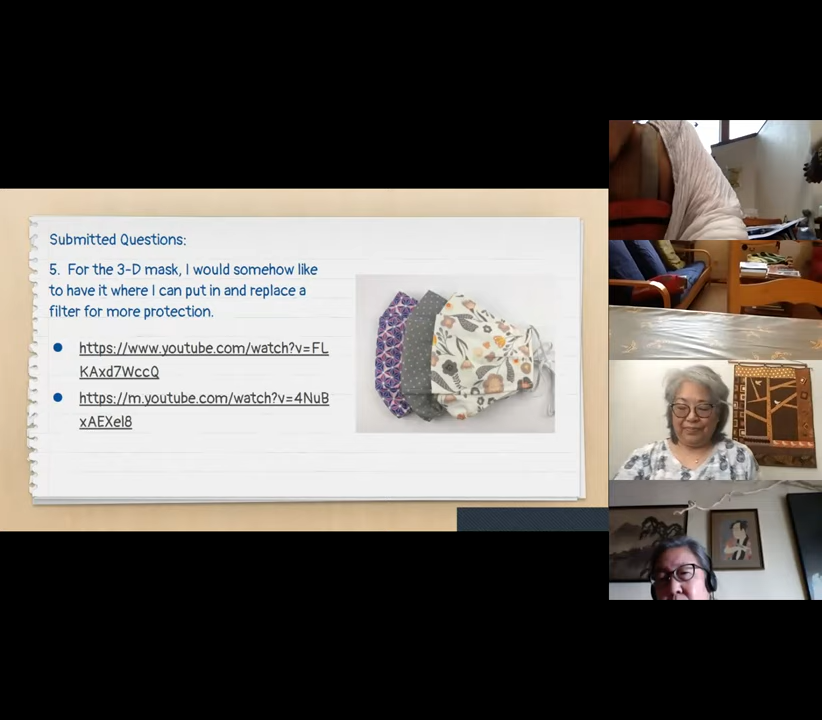 Submitted Questions:
5. For the 3-D mask, I would somehow like
to have it where I can put in and replace a
filter for more protection.
https://www.youtube.com/watch?v=FL
KAxd7WccQ
https://m.youtube.com/watch?v=4NuB
xAEXel8